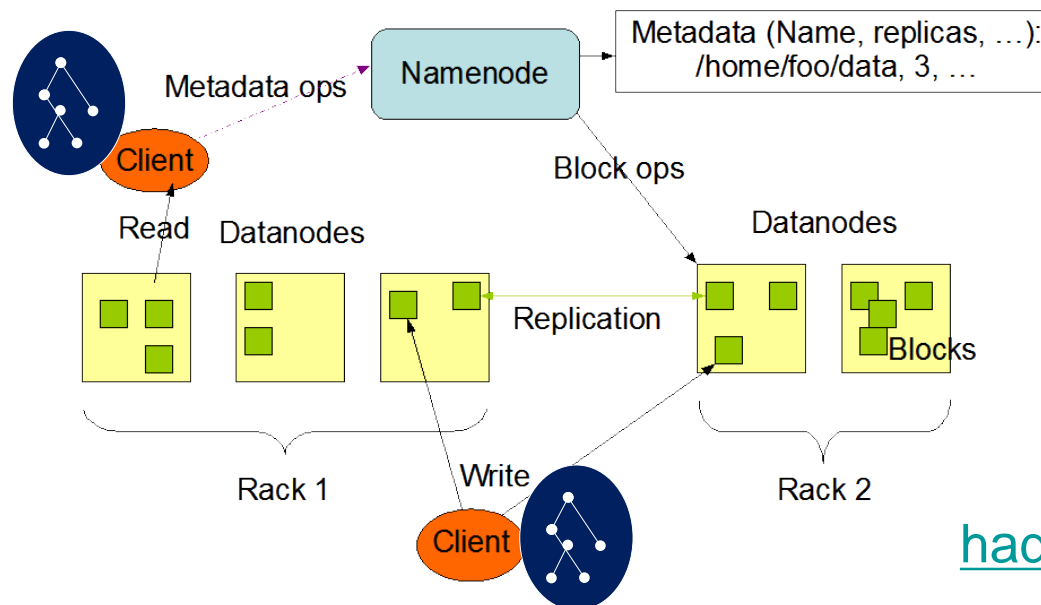 Metadata (Name, replicas, …):
/home/foo/data, 3, …
Namenode
Metadata ops
Client
Block ops
Read
Datanodes
Datanodes
Replication
Blocks
Rack 1
Write
Rack 2
Client